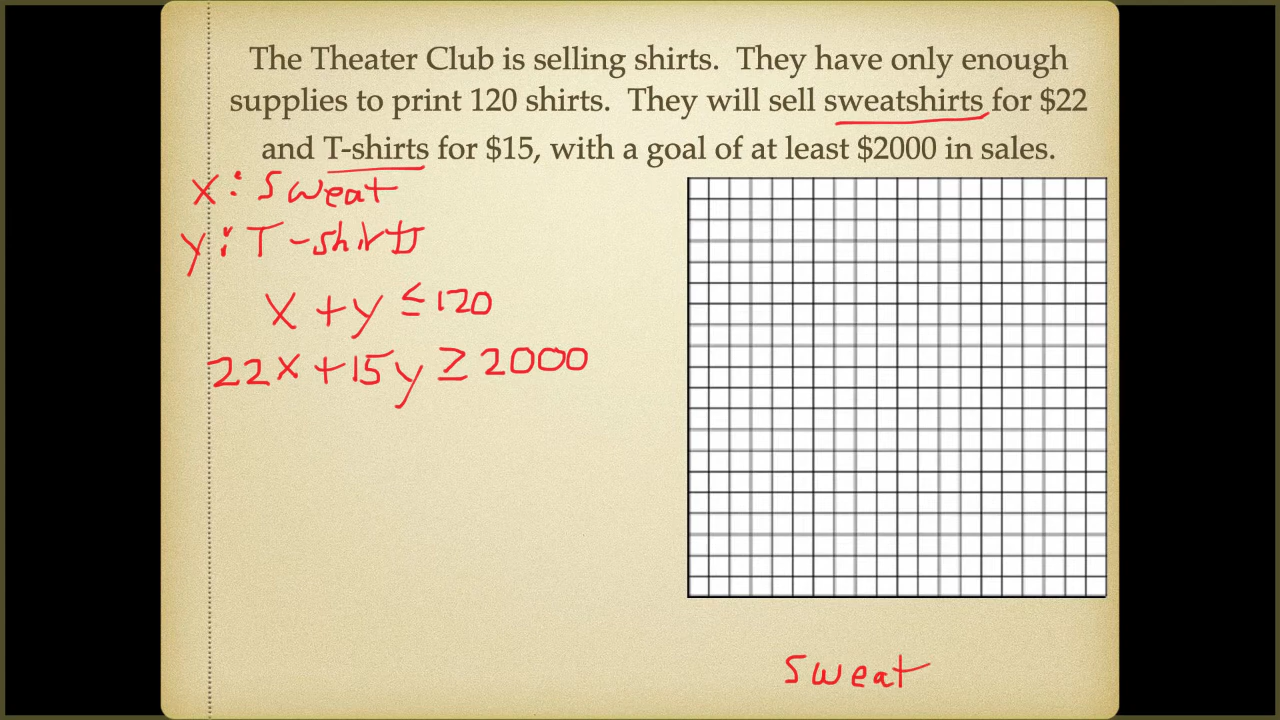 The Theater Club is selling shirts. They have only enough
supplies to print 120 shirts. They will sell sweatshirts for $22
and T-shirts for $15, with a goal of at least $2000 in sales.
x: Sweat
y: T-shirts
x + y ≤ 120
22x + 15y ≥ 2000
Sweat